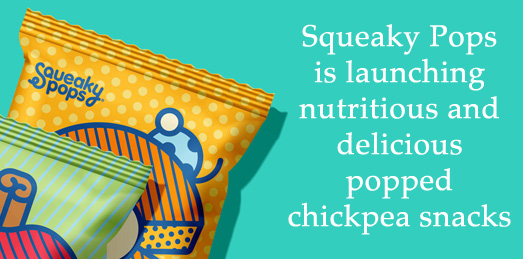 Squeaky
pops
Squeaky Pops
is launching
nutritious and
delicious
popped
chickpea snacks